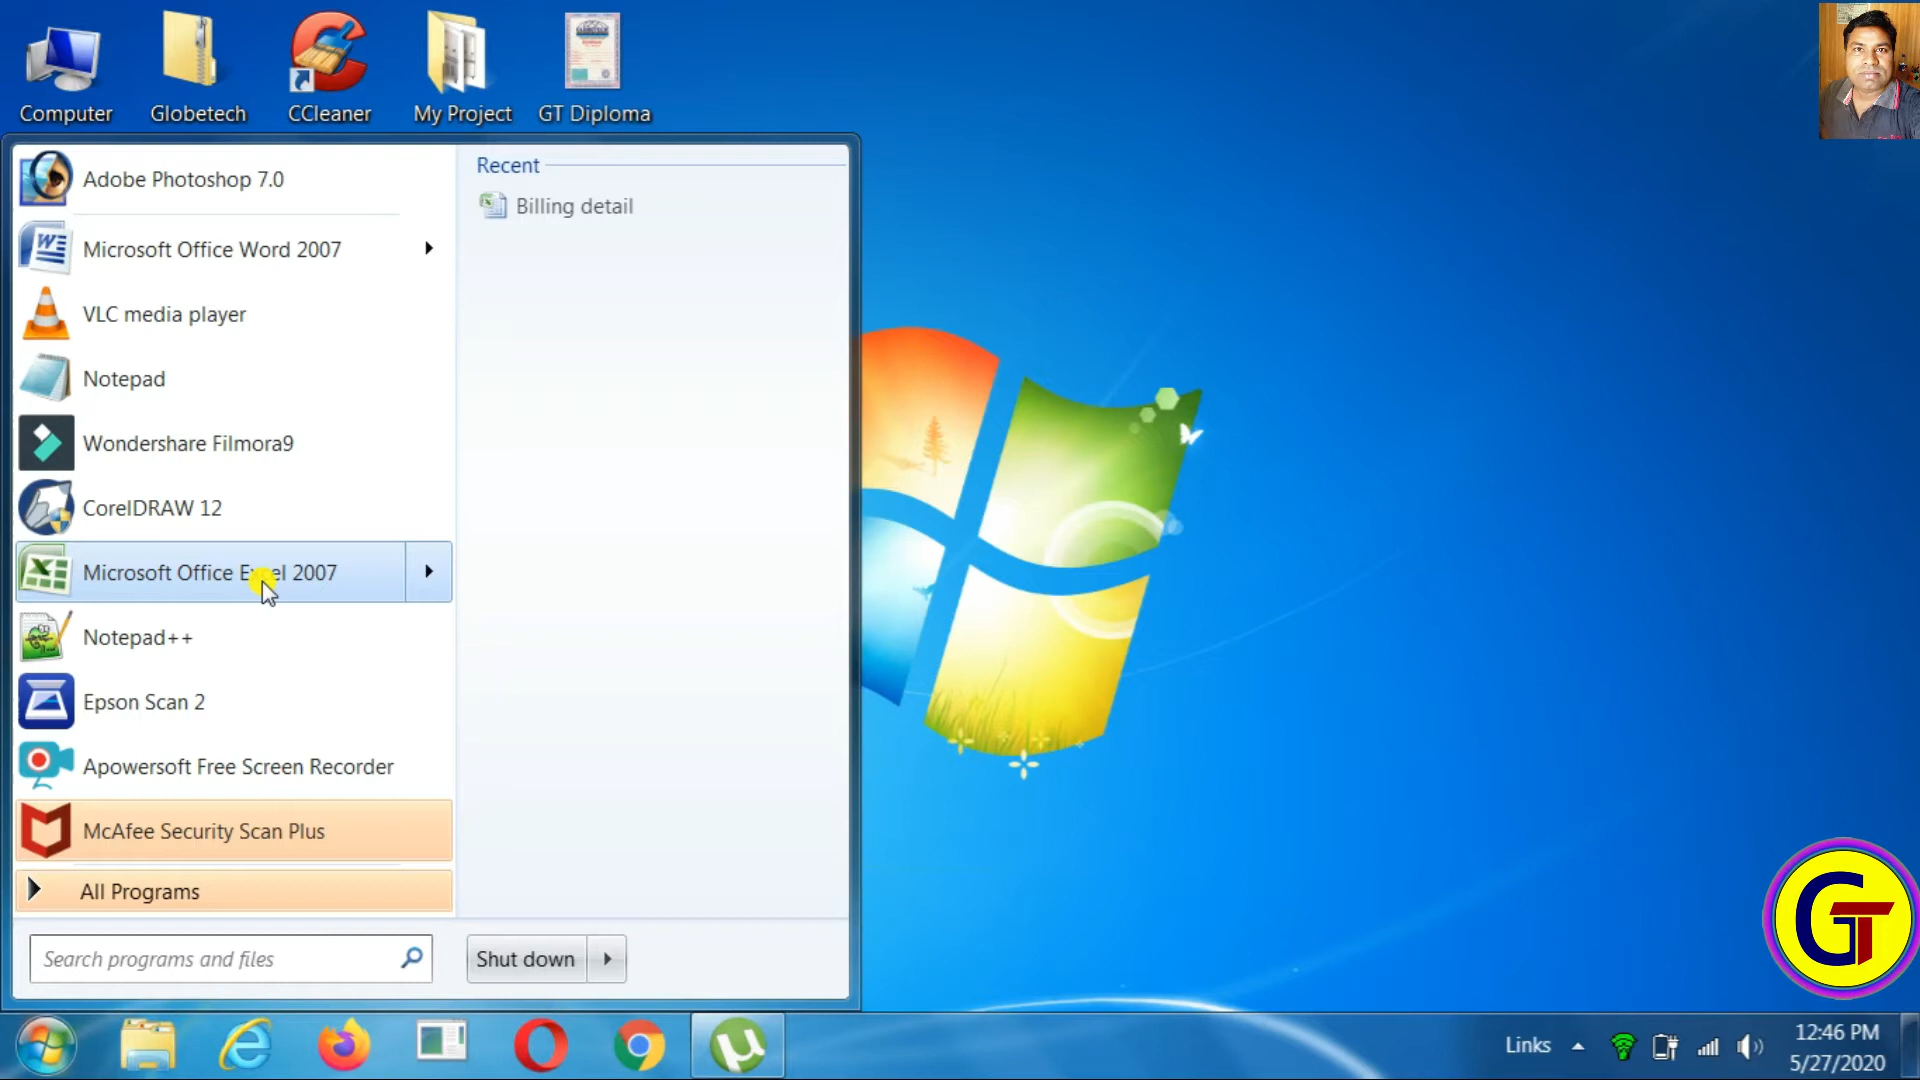 Computer
Globetech
CCleaner
My Project
GT Diploma
Adobe Photoshop 7.0
Microsoft Office Word 2007
VLC media player
Notepad
Wondershare Filmora9
CorelDRAW 12
Microsoft Office Excel 2007
Notepad++
Epson Scan 2
Apowersoft Free Screen Recorder
McAfee Security Scan Plus
All Programs
Search programs and files
Shut down
Recent
Billing detail
GT
Links
12:46 PM
5/27/2020